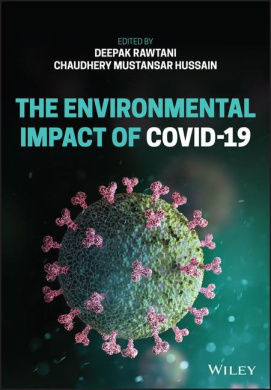 EDITED BY
DEEPAK RAWTANI
CHAUDHERY MUSTANSAR HUSSAIN
THE ENVIRONMENTAL
IMPACT OF COVID-19
WILEY